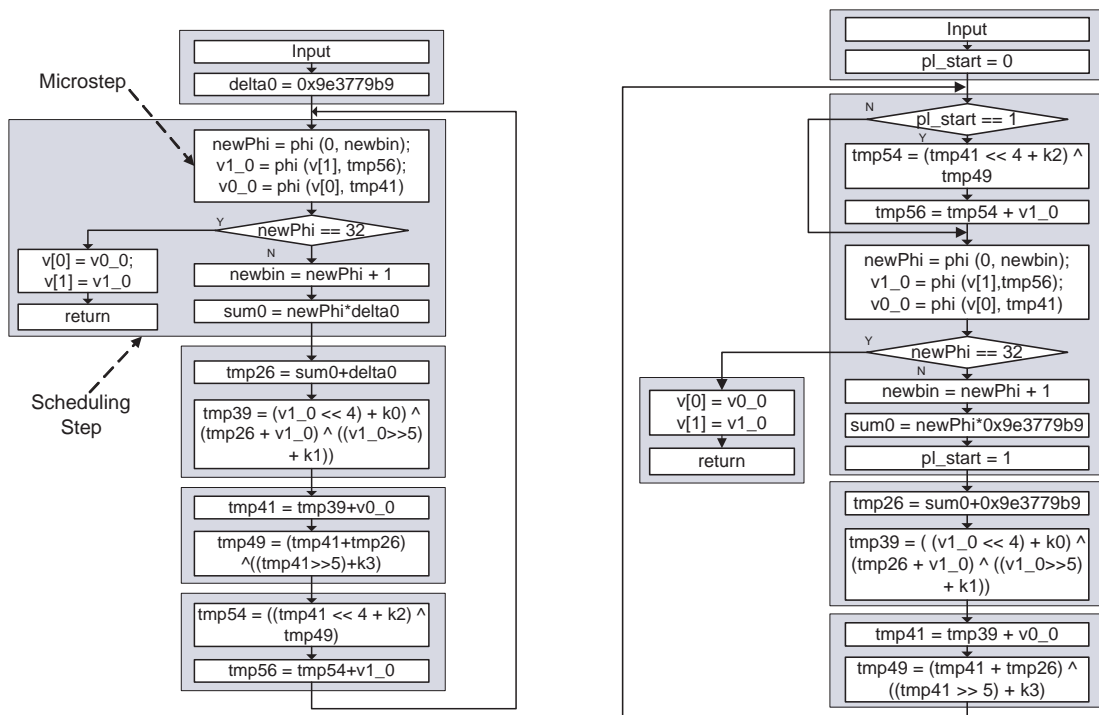 Input
delta0 = 0x9e3779b9
Microstep
newPhi = phi (0, newbin);
v1_0 = phi (v[1], tmp56);
v0_0 = phi (v[0], tmp41)
Y
newPhi == 32
N
v[0] = v0_0;
v[1] = v1_0
return
newbin = newPhi + 1
sum0 = newPhi*delta0
Scheduling
Step
tmp26 = sum0+delta0
tmp39 = (v1_0 << 4) + k0) ^
(tmp26 + v1_0) ^ ((v1_0>>5)
+ k1))
tmp41 = tmp39+v0_0
tmp49 = (tmp41+tmp26)
^((tmp41>>5)+k3)
tmp54 = ((tmp41 << 4 + k2) ^
tmp49)
tmp56 = tmp54+v1_0
Input
pl_start = 0
N
pl_start == 1
Y
tmp54 = (tmp41 << 4 + k2) ^
tmp49
tmp56 = tmp54 + v1_0
newPhi = phi (0, newbin);
v1_0 = phi (v[1],tmp56);
v0_0 = phi (v[0], tmp41)
Y
newPhi == 32
N
v[0] = v0_0
v[1] = v1_0
return
newbin = newPhi + 1
sum0 = newPhi*0x9e3779b9
pl_start = 1
tmp26 = sum0+0x9e3779b9
tmp39 = ( (v1_0 << 4) + k0) ^
(tmp26 + v1_0) ^ ((v1_0>>5)
+ k1))
tmp41 = tmp39 + v0_0
tmp49 = (tmp41 + tmp26) ^
((tmp41 >> 5) + k3)